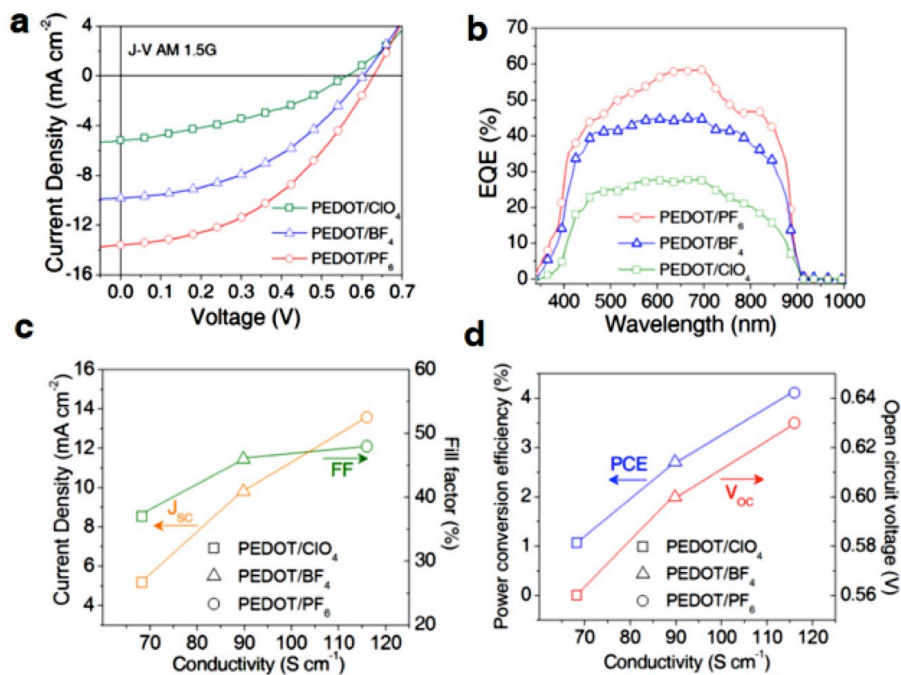 a
J-V AM 1.5G
Current Density (mA cm⁻²)
4
0
-4
-8
-12
-16
PEDOT/ClO₄
PEDOT/BF₄
PEDOT/PF₆
0.0 0.1 0.2 0.3 0.4 0.5 0.6 0.7
Voltage (V)
b
EQE (%)
70
60
50
40
30
20
10
0
PEDOT/PF₆
PEDOT/BF₄
PEDOT/ClO₄
400 500 600 700 800 900 1000
Wavelength (nm)
c
Current Density (mA cm⁻²)
16
14
12
10
8
6
4
J_SC
FF
PEDOT/ClO₄
PEDOT/BF₄
PEDOT/PF₆
60
50
40
30
20
Fill factor (%)
70 80 90 100 110 120
Conductivity (S cm⁻¹)
d
Power conversion efficiency (%)
4
3
2
1
0
PCE
V_OC
PEDOT/ClO₄
PEDOT/BF₄
PEDOT/PF₆
0.64
0.62
0.60
0.58
0.56
Open circuit voltage (V)
60 70 80 90 100 110 120
Conductivity (S cm⁻¹)